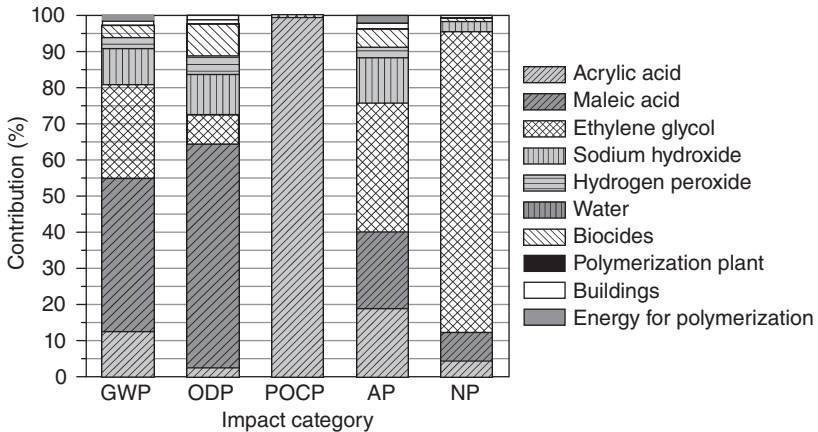 100
90
80
70
60
50
40
30
20
10
0
Contribution (%)
GWP ODP POCP AP NP
Impact category
Acrylic acid
Maleic acid
Ethylene glycol
Sodium hydroxide
Hydrogen peroxide
Water
Biocides
Polymerization plant
Buildings
Energy for polymerization